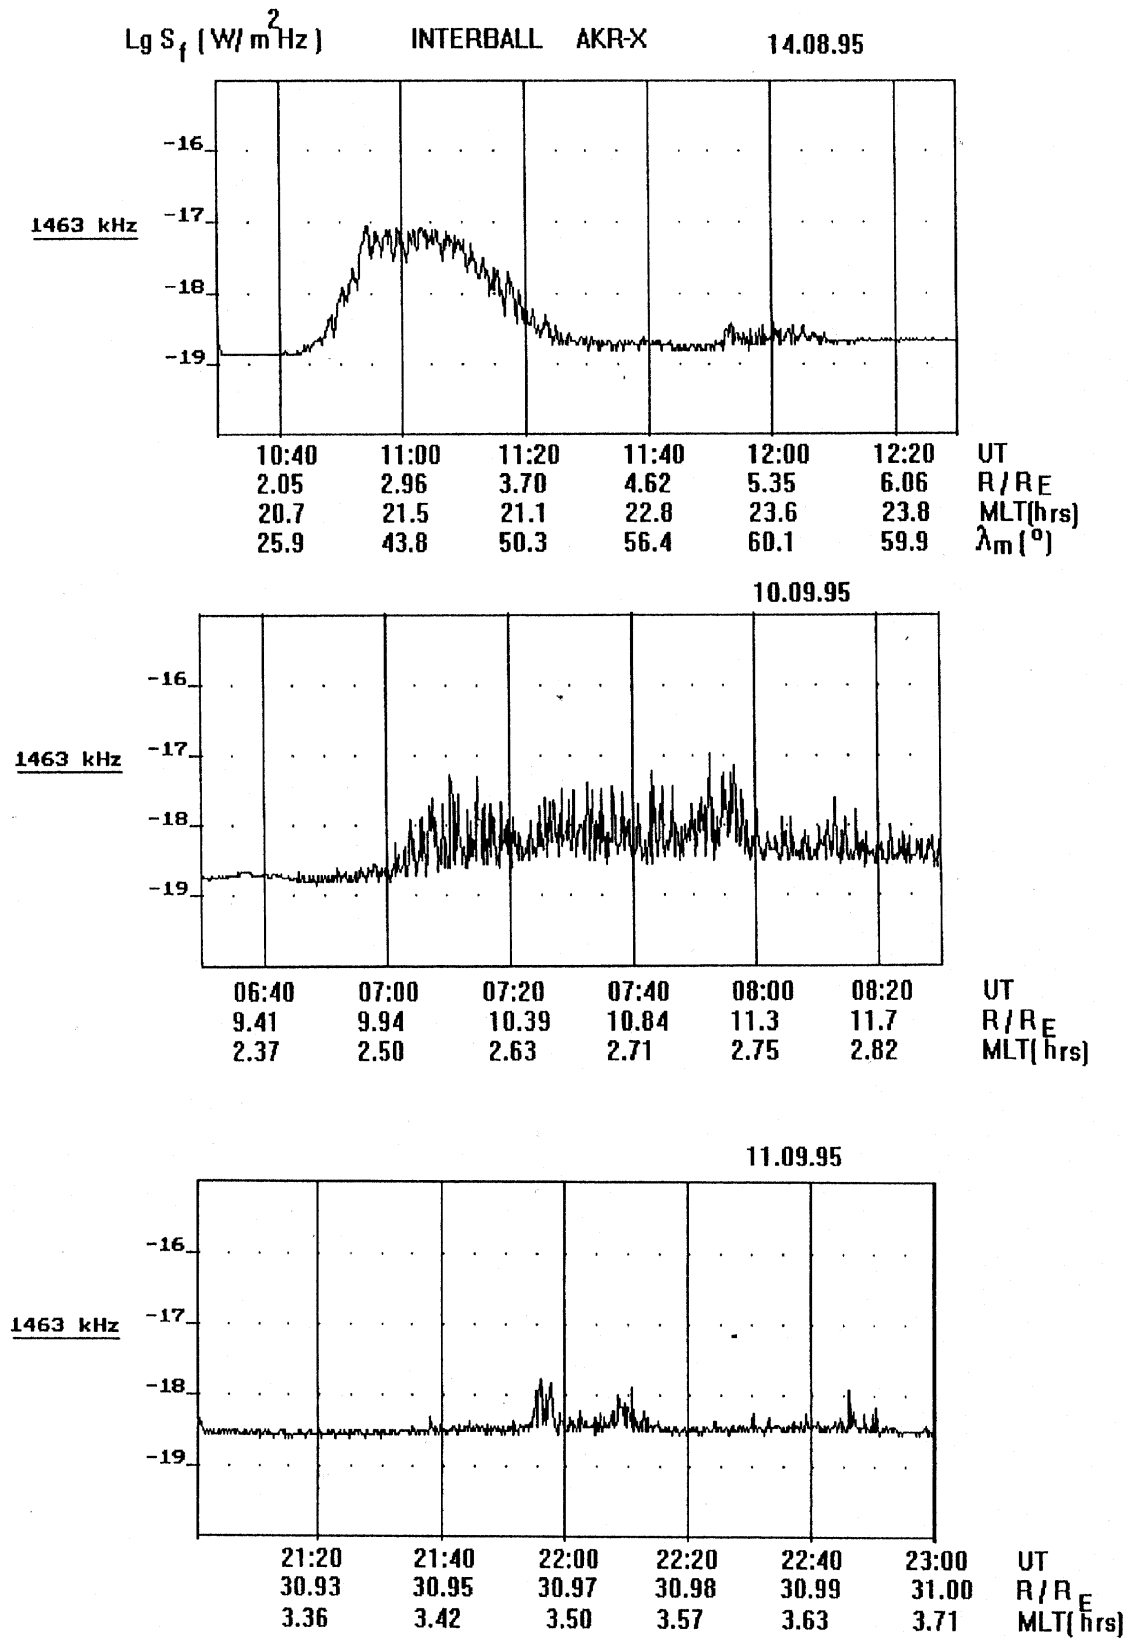 Lg S_f (W/m²Hz) INTERBALL AKR-X 14.08.95
-16
-17
1463 kHz
-18
-19
10:40 11:00 11:20 11:40 12:00 12:20 UT
2.05 2.96 3.70 4.62 5.35 6.06 R/R_E
20.7 21.5 21.1 22.8 23.6 23.8 MLT(hrs)
25.9 43.8 50.3 56.4 60.1 59.9 λm(°)
10.09.95
-16
-17
1463 kHz
-18
-19
06:40 07:00 07:20 07:40 08:00 08:20 UT
9.41 9.94 10.39 10.84 11.3 11.7 R/R_E
2.37 2.50 2.63 2.71 2.75 2.82 MLT(hrs)
11.09.95
-16
-17
1463 kHz
-18
-19
21:20 21:40 22:00 22:20 22:40 23:00 UT
30.93 30.95 30.97 30.98 30.99 31.00 R/R_E
3.36 3.42 3.50 3.57 3.63 3.71 MLT(hrs)